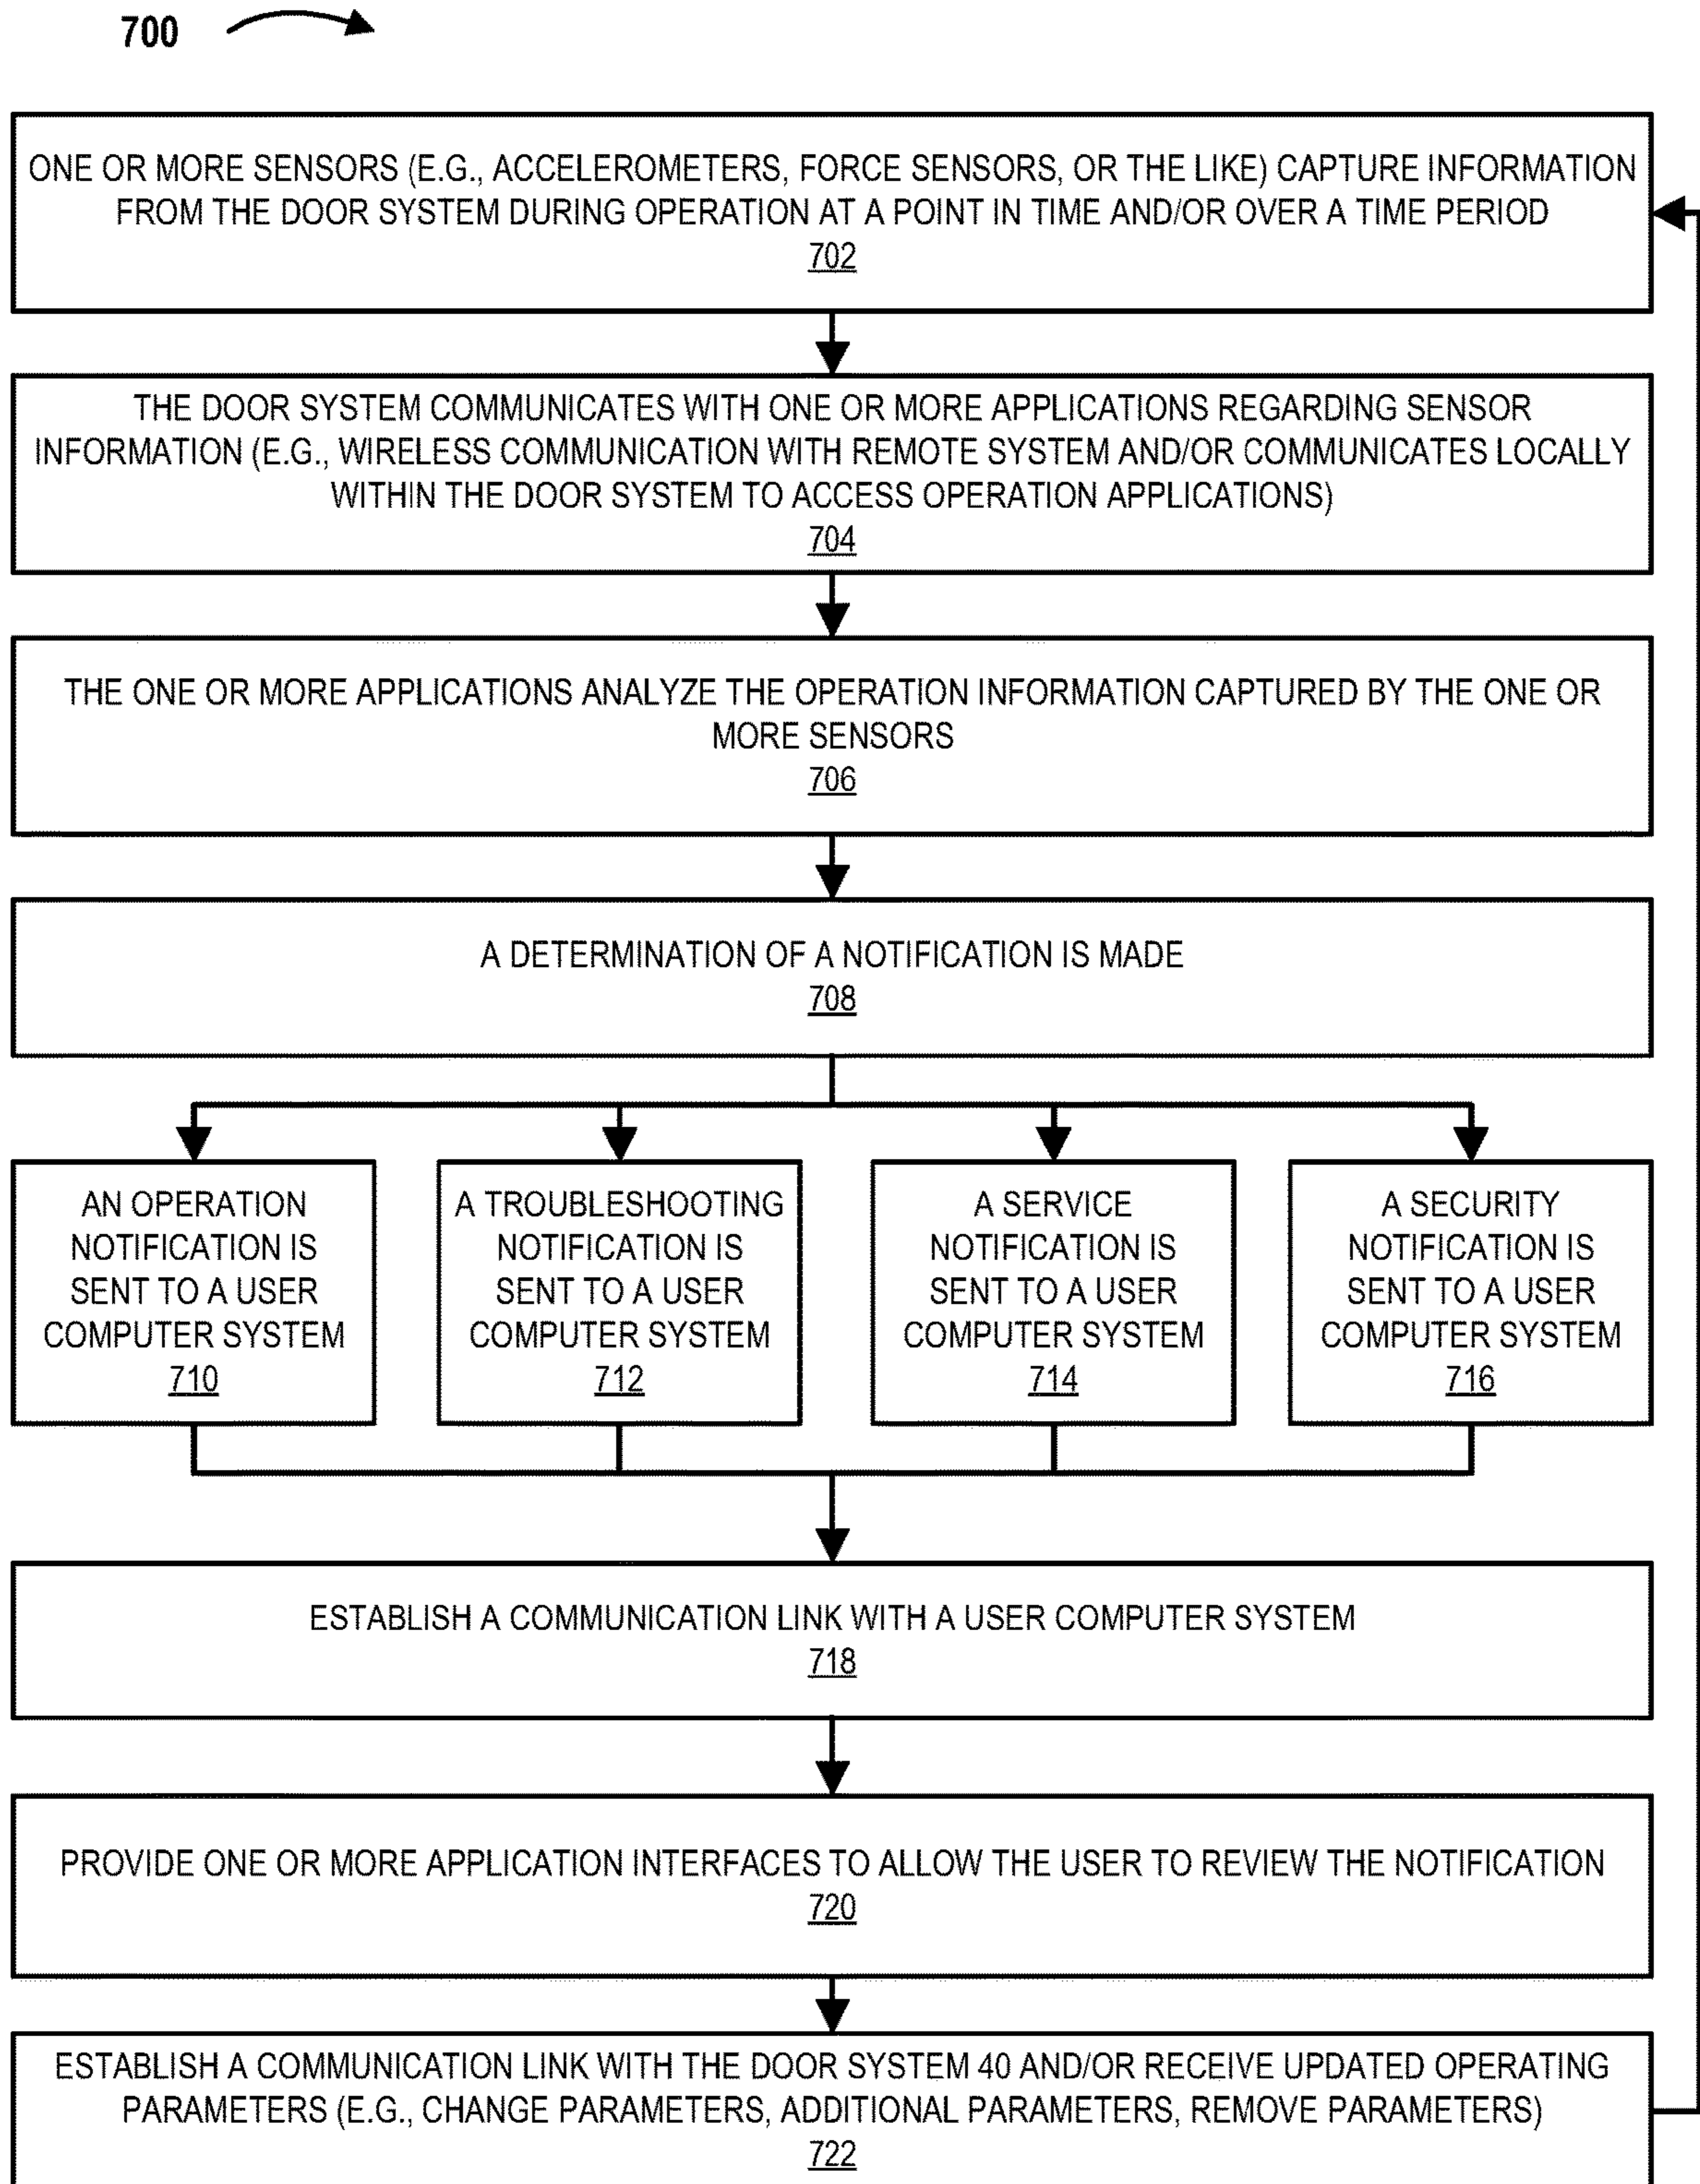 700
ONE OR MORE SENSORS (E.G., ACCELEROMETERS, FORCE SENSORS, OR THE LIKE) CAPTURE INFORMATION
FROM THE DOOR SYSTEM DURING OPERATION AT A POINT IN TIME AND/OR OVER A TIME PERIOD
702
THE DOOR SYSTEM COMMUNICATES WITH ONE OR MORE APPLICATIONS REGARDING SENSOR
INFORMATION (E.G., WIRELESS COMMUNICATION WITH REMOTE SYSTEM AND/OR COMMUNICATES LOCALLY
WITHIN THE DOOR SYSTEM TO ACCESS OPERATION APPLICATIONS)
704
THE ONE OR MORE APPLICATIONS ANALYZE THE OPERATION INFORMATION CAPTURED BY THE ONE OR
MORE SENSORS
706
A DETERMINATION OF A NOTIFICATION IS MADE
708
AN OPERATION
NOTIFICATION IS
SENT TO A USER
COMPUTER SYSTEM
710
A TROUBLESHOOTING
NOTIFICATION IS
SENT TO A USER
COMPUTER SYSTEM
712
A SERVICE
NOTIFICATION IS
SENT TO A USER
COMPUTER SYSTEM
714
A SECURITY
NOTIFICATION IS
SENT TO A USER
COMPUTER SYSTEM
716
ESTABLISH A COMMUNICATION LINK WITH A USER COMPUTER SYSTEM
718
PROVIDE ONE OR MORE APPLICATION INTERFACES TO ALLOW THE USER TO REVIEW THE NOTIFICATION
720
ESTABLISH A COMMUNICATION LINK WITH THE DOOR SYSTEM 40 AND/OR RECEIVE UPDATED OPERATING
PARAMETERS (E.G., CHANGE PARAMETERS, ADDITIONAL PARAMETERS, REMOVE PARAMETERS)
722